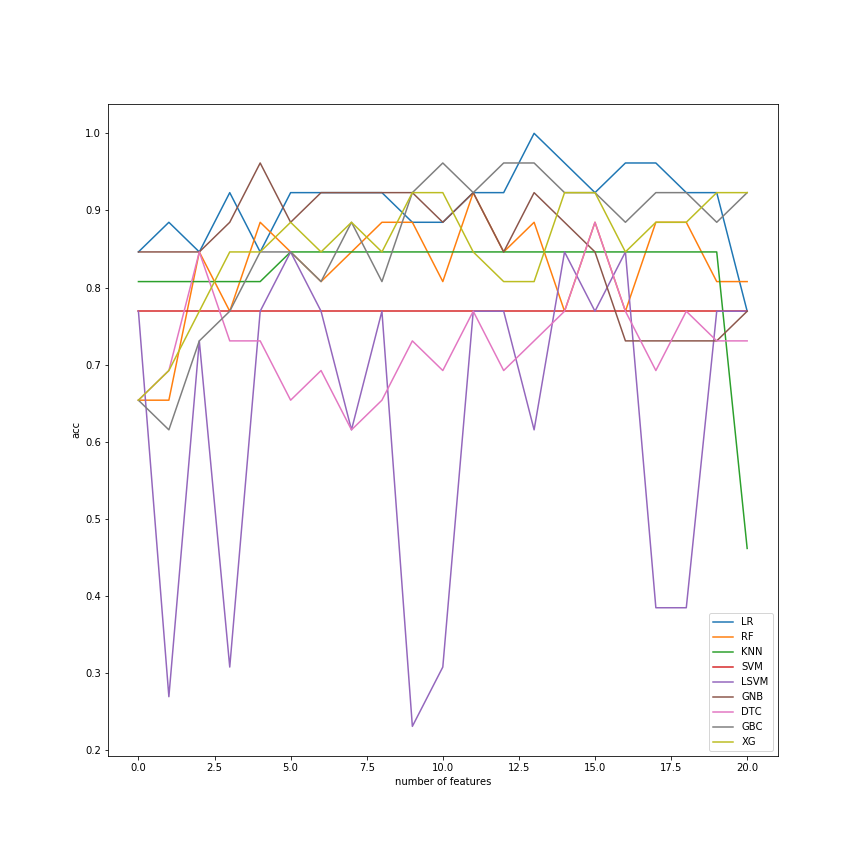 1.0
0.9
0.8
0.7
0.6
0.5
0.4
0.3
0.2
acc
0.0 2.5 5.0 7.5 10.0 12.5 15.0 17.5 20.0
number of features
LR
RF
KNN
SVM
LSVM
GNB
DTC
GBC
XG